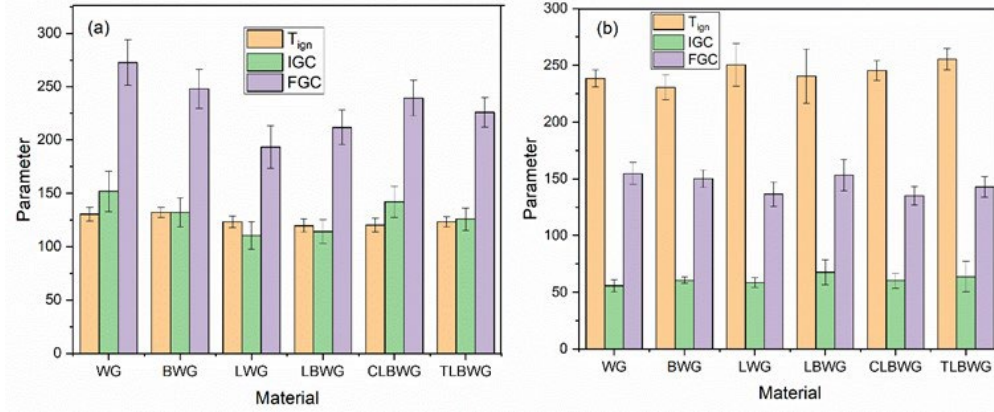 (a)
T_ign
IGC
FGC
Parameter
300
250
200
150
100
50
0
WG BWG LWG LBWG CLBWG TLBWG
Material
(b)
T_ign
IGC
FGC
Parameter
300
250
200
150
100
50
0
WG BWG LWG LBWG CLBWG TLBWG
Material